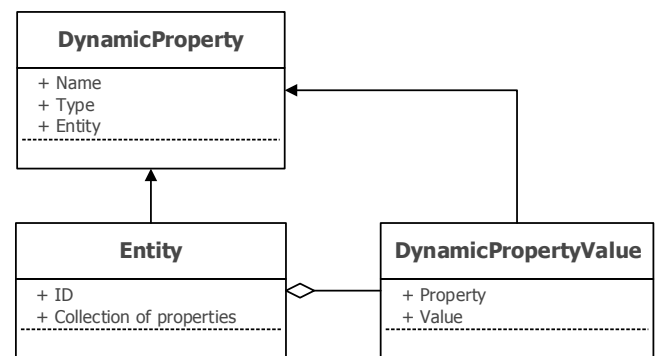 DynamicProperty
+ Name
+ Type
+ Entity
Entity
+ ID
+ Collection of properties
DynamicPropertyValue
+ Property
+ Value